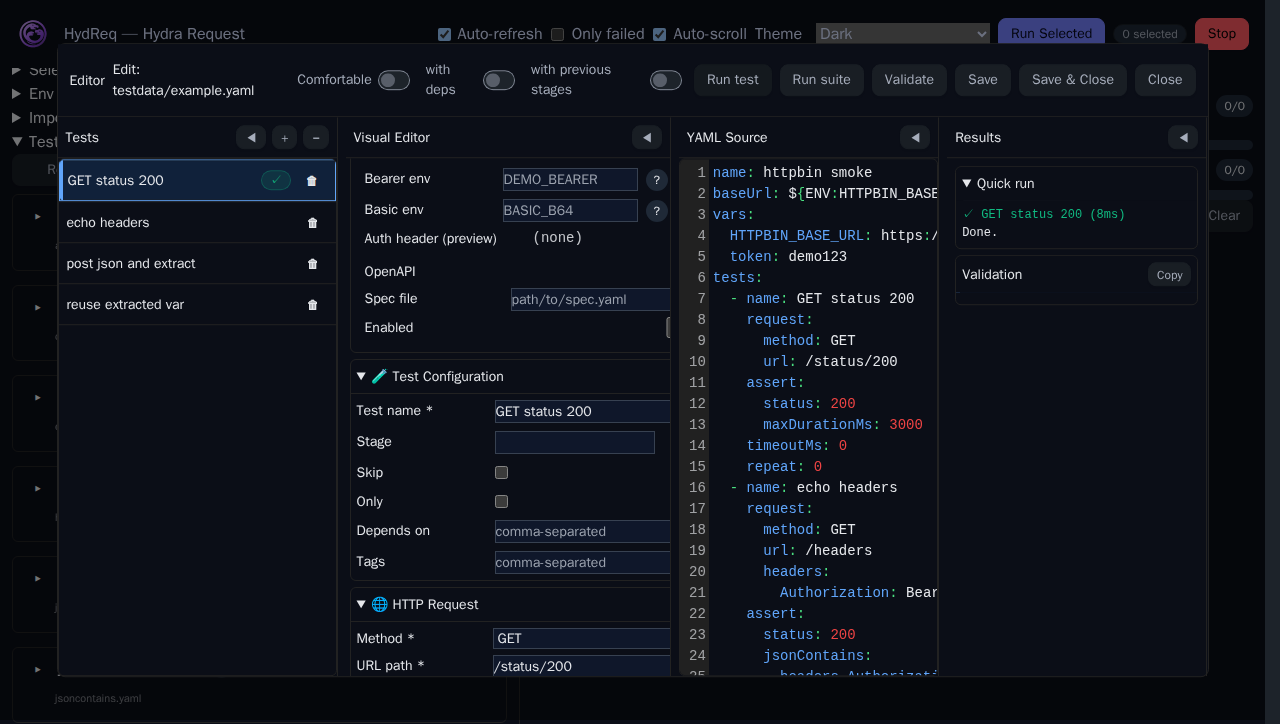 HydReq — Hydra Request
Auto-refresh
Only failed
Auto-scroll
Theme
Dark
Run Selected
0 selected
Stop
Editor
Edit:
testdata/example.yaml
Comfortable
with
deps
with previous
stages
Run test
Run suite
Validate
Save
Save & Close
Close
Env
0/0
0/0
Clear
Tests
+
−
GET status 200
✓
echo headers
post json and extract
reuse extracted var
Visual Editor
Bearer env
DEMO_BEARER
?
Basic env
BASIC_B64
?
Auth header (preview)
(none)
OpenAPI
Spec file
path/to/spec.yaml
Enabled
Test Configuration
Test name *
GET status 200
Stage
Skip
Only
Depends on
comma-separated
Tags
comma-separated
HTTP Request
Method *
GET
URL path *
/status/200
YAML Source
1 name: httpbin smoke
2 baseUrl: ${ENV:HTTPBIN_BASE
3 vars:
4 HTTPBIN_BASE_URL: https:/
5 token: demo123
6 tests:
7 - name: GET status 200
8 request:
9 method: GET
10 url: /status/200
11 assert:
12 status: 200
13 maxDurationMs: 3000
14 timeoutMs: 0
15 repeat: 0
16 - name: echo headers
17 request:
18 method: GET
19 url: /headers
20 headers:
21 Authorization: Bear
22 assert:
23 status: 200
24 jsonContains:
25 headers.Authorizati
Results
Quick run
✓ GET status 200 (8ms)
Done.
Validation
Copy
jsoncontains.yaml